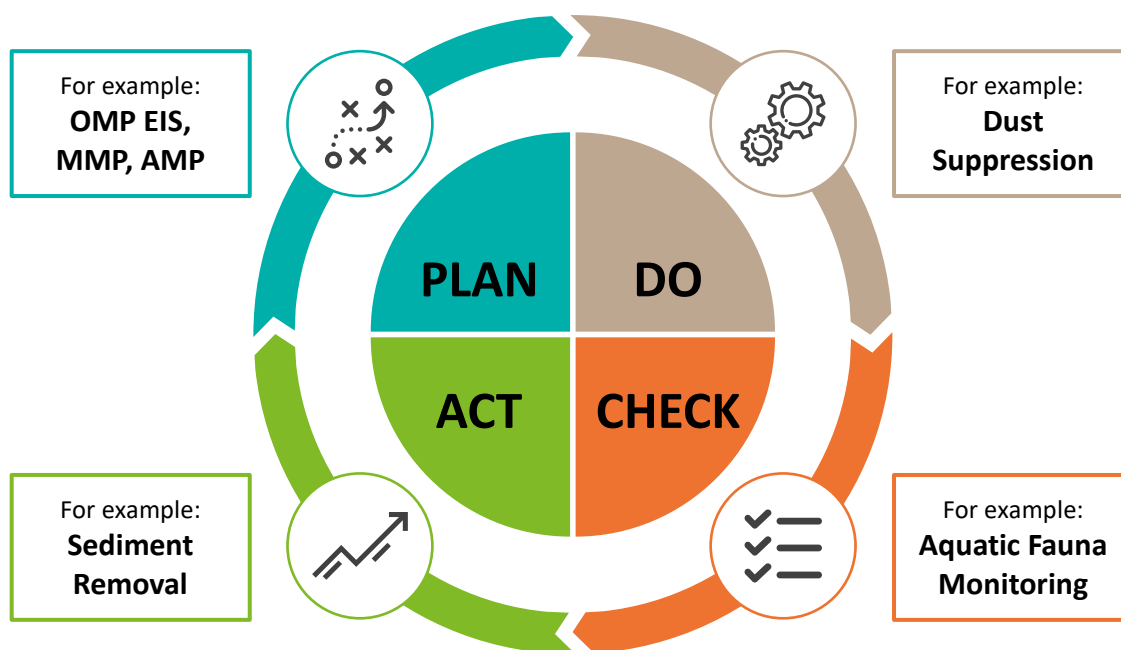 For example:
OMP EIS,
MMP, AMP
For example:
Dust
Suppression
PLAN
DO
ACT
CHECK
For example:
Sediment
Removal
For example:
Aquatic Fauna
Monitoring